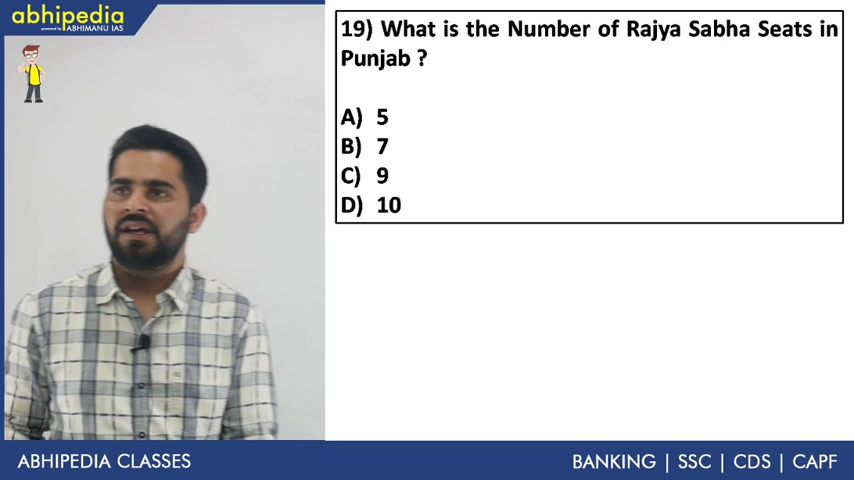 abhipedia
powered by ABHIMANU IAS
19) What is the Number of Rajya Sabha Seats in
Punjab ?
A) 5
B) 7
C) 9
D) 10
ABHIPEDIA CLASSES
BANKING | SSC | CDS | CAPF